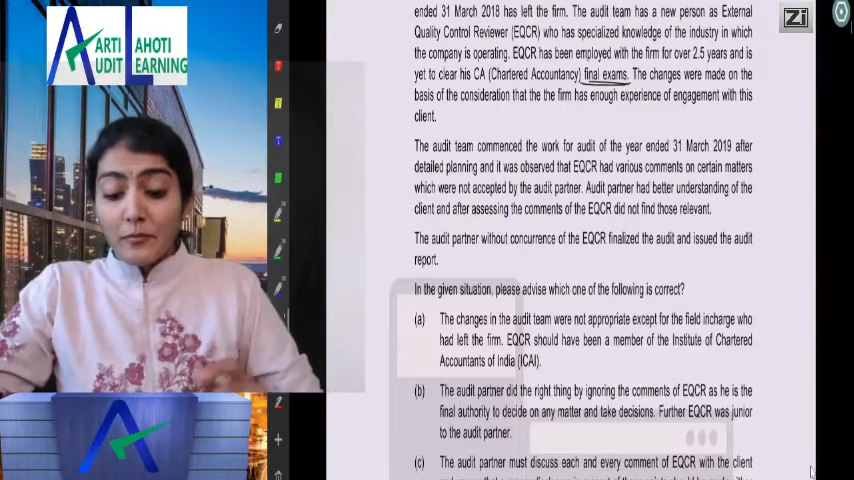 ARTI LAHOTI
AUDIT LEARNING
Zi
ended 31 March 2018 has left the firm. The audit team has a new person as External
Quality Control Reviewer (EQCR) who has specialized knowledge of the industry in which
the company is operating. EQCR has been employed with the firm for over 2.5 years and is
yet to clear his CA (Chartered Accountancy) final exams. The changes were made on the
basis of the consideration that the the firm has enough experience of engagement with this
client.
The audit team commenced the work for audit of the year ended 31 March 2019 after
detailed planning and it was observed that EQCR had various comments on certain matters
which were not accepted by the audit partner. Audit partner had better understanding of the
client and after assessing the comments of the EQCR did not find those relevant.
The audit partner without concurrence of the EQCR finalized the audit and issued the audit
report.
In the given situation, please advise which one of the following is correct?
(a) The changes in the audit team were not appropriate except for the field incharge who
had left the firm. EQCR should have been a member of the Institute of Chartered
Accountants of India (ICAI).
(b) The audit partner did the right thing by ignoring the comments of EQCR as he is the
final authority to decide on any matter and take decisions. Further EQCR was junior
to the audit partner.
(c) The audit partner must discuss each and every comment of EQCR with the client